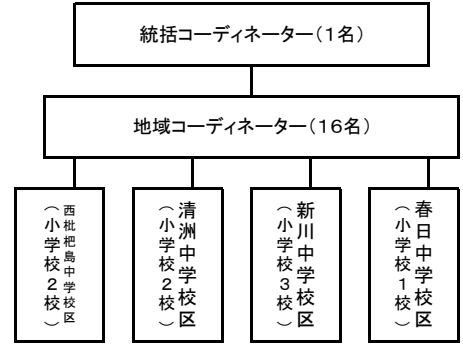 統括コーディネーター（１名）
地域コーディネーター（１６名）
西枇杷島中学校区
（小学校２校）
清洲中学校区
（小学校２校）
新川中学校区
（小学校３校）
春日中学校区
（小学校１校）